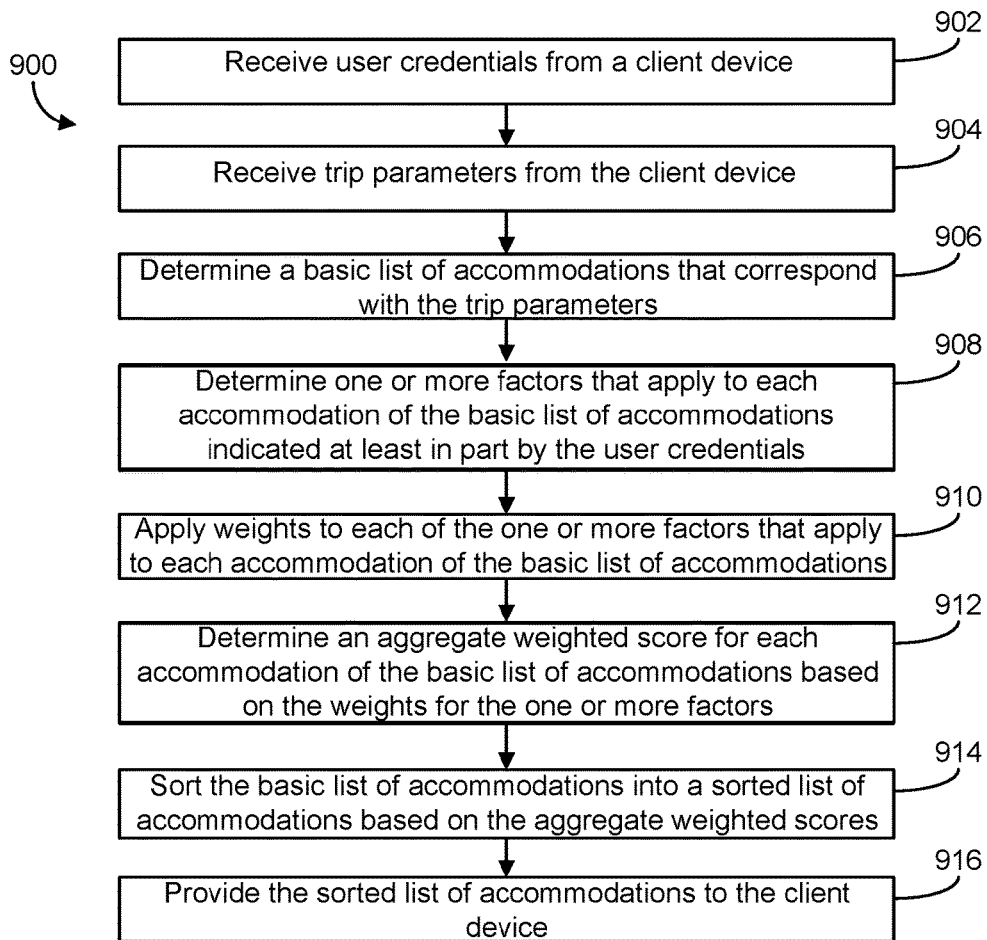 902
900
Receive user credentials from a client device
904
Receive trip parameters from the client device
906
Determine a basic list of accommodations that correspond
with the trip parameters
908
Determine one or more factors that apply to each
accommodation of the basic list of accommodations
indicated at least in part by the user credentials
910
Apply weights to each of the one or more factors that apply
to each accommodation of the basic list of accommodations
912
Determine an aggregate weighted score for each
accommodation of the basic list of accommodations based
on the weights for the one or more factors
914
Sort the basic list of accommodations into a sorted list of
accommodations based on the aggregate weighted scores
916
Provide the sorted list of accommodations to the client
device